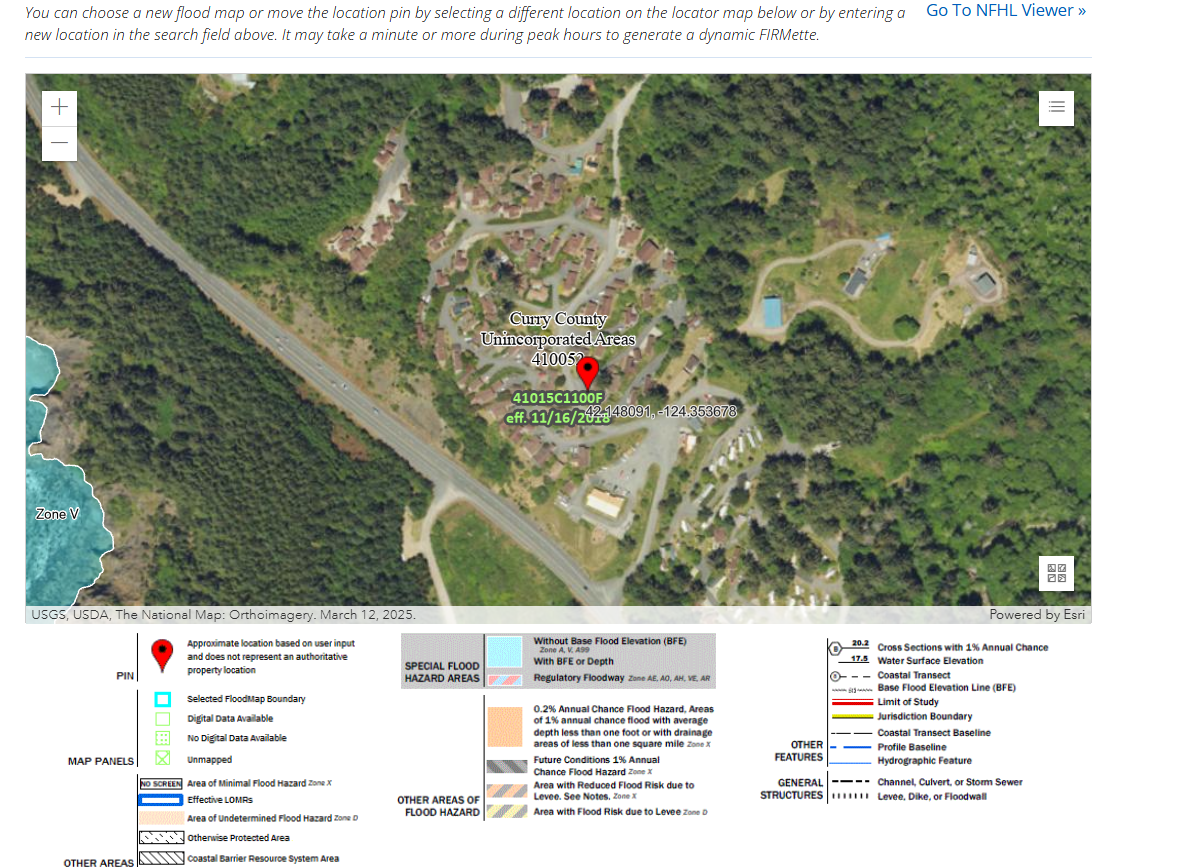 You can choose a new flood map or move the location pin by selecting a different location on the locator map below or by entering a
new location in the search field above. It may take a minute or more during peak hours to generate a dynamic FIRMette.
Go To NFHL Viewer »
Curry County
Unincorporated Areas
410052
41015C1100F
eff. 11/16/2018
42.148091, -124.353678
Zone V
USGS, USDA, The National Map: Orthoimagery. March 12, 2025.
Powered by Esri
PIN
Approximate location based on user input
and does not represent an authoritative
property location
MAP PANELS
Selected FloodMap Boundary
Digital Data Available
No Digital Data Available
Unmapped
OTHER AREAS
NO SCREEN Area of Minimal Flood Hazard Zone X
Effective LOMRs
Area of Undetermined Flood Hazard Zone D
Otherwise Protected Area
Coastal Barrier Resource System Area
SPECIAL FLOOD
HAZARD AREAS
Without Base Flood Elevation (BFE)
Zone A, V, A99
With BFE or Depth
Regulatory Floodway Zone AE, AO, AH, VE, AR
OTHER AREAS OF
FLOOD HAZARD
0.2% Annual Chance Flood Hazard, Areas
of 1% annual chance flood with average
depth less than one foot or with drainage
areas of less than one square mile Zone X
Future Conditions 1% Annual
Chance Flood Hazard Zone X
Area with Reduced Flood Risk due to
Levee. See Notes. Zone X
Area with Flood Risk due to Levee Zone D
OTHER
FEATURES
B 20.2 Cross Sections with 1% Annual Chance
17.5 Water Surface Elevation
8 Coastal Transect
513 Base Flood Elevation Line (BFE)
Limit of Study
Jurisdiction Boundary
Coastal Transect Baseline
Profile Baseline
Hydrographic Feature
GENERAL
STRUCTURES
Channel, Culvert, or Storm Sewer
Levee, Dike, or Floodwall